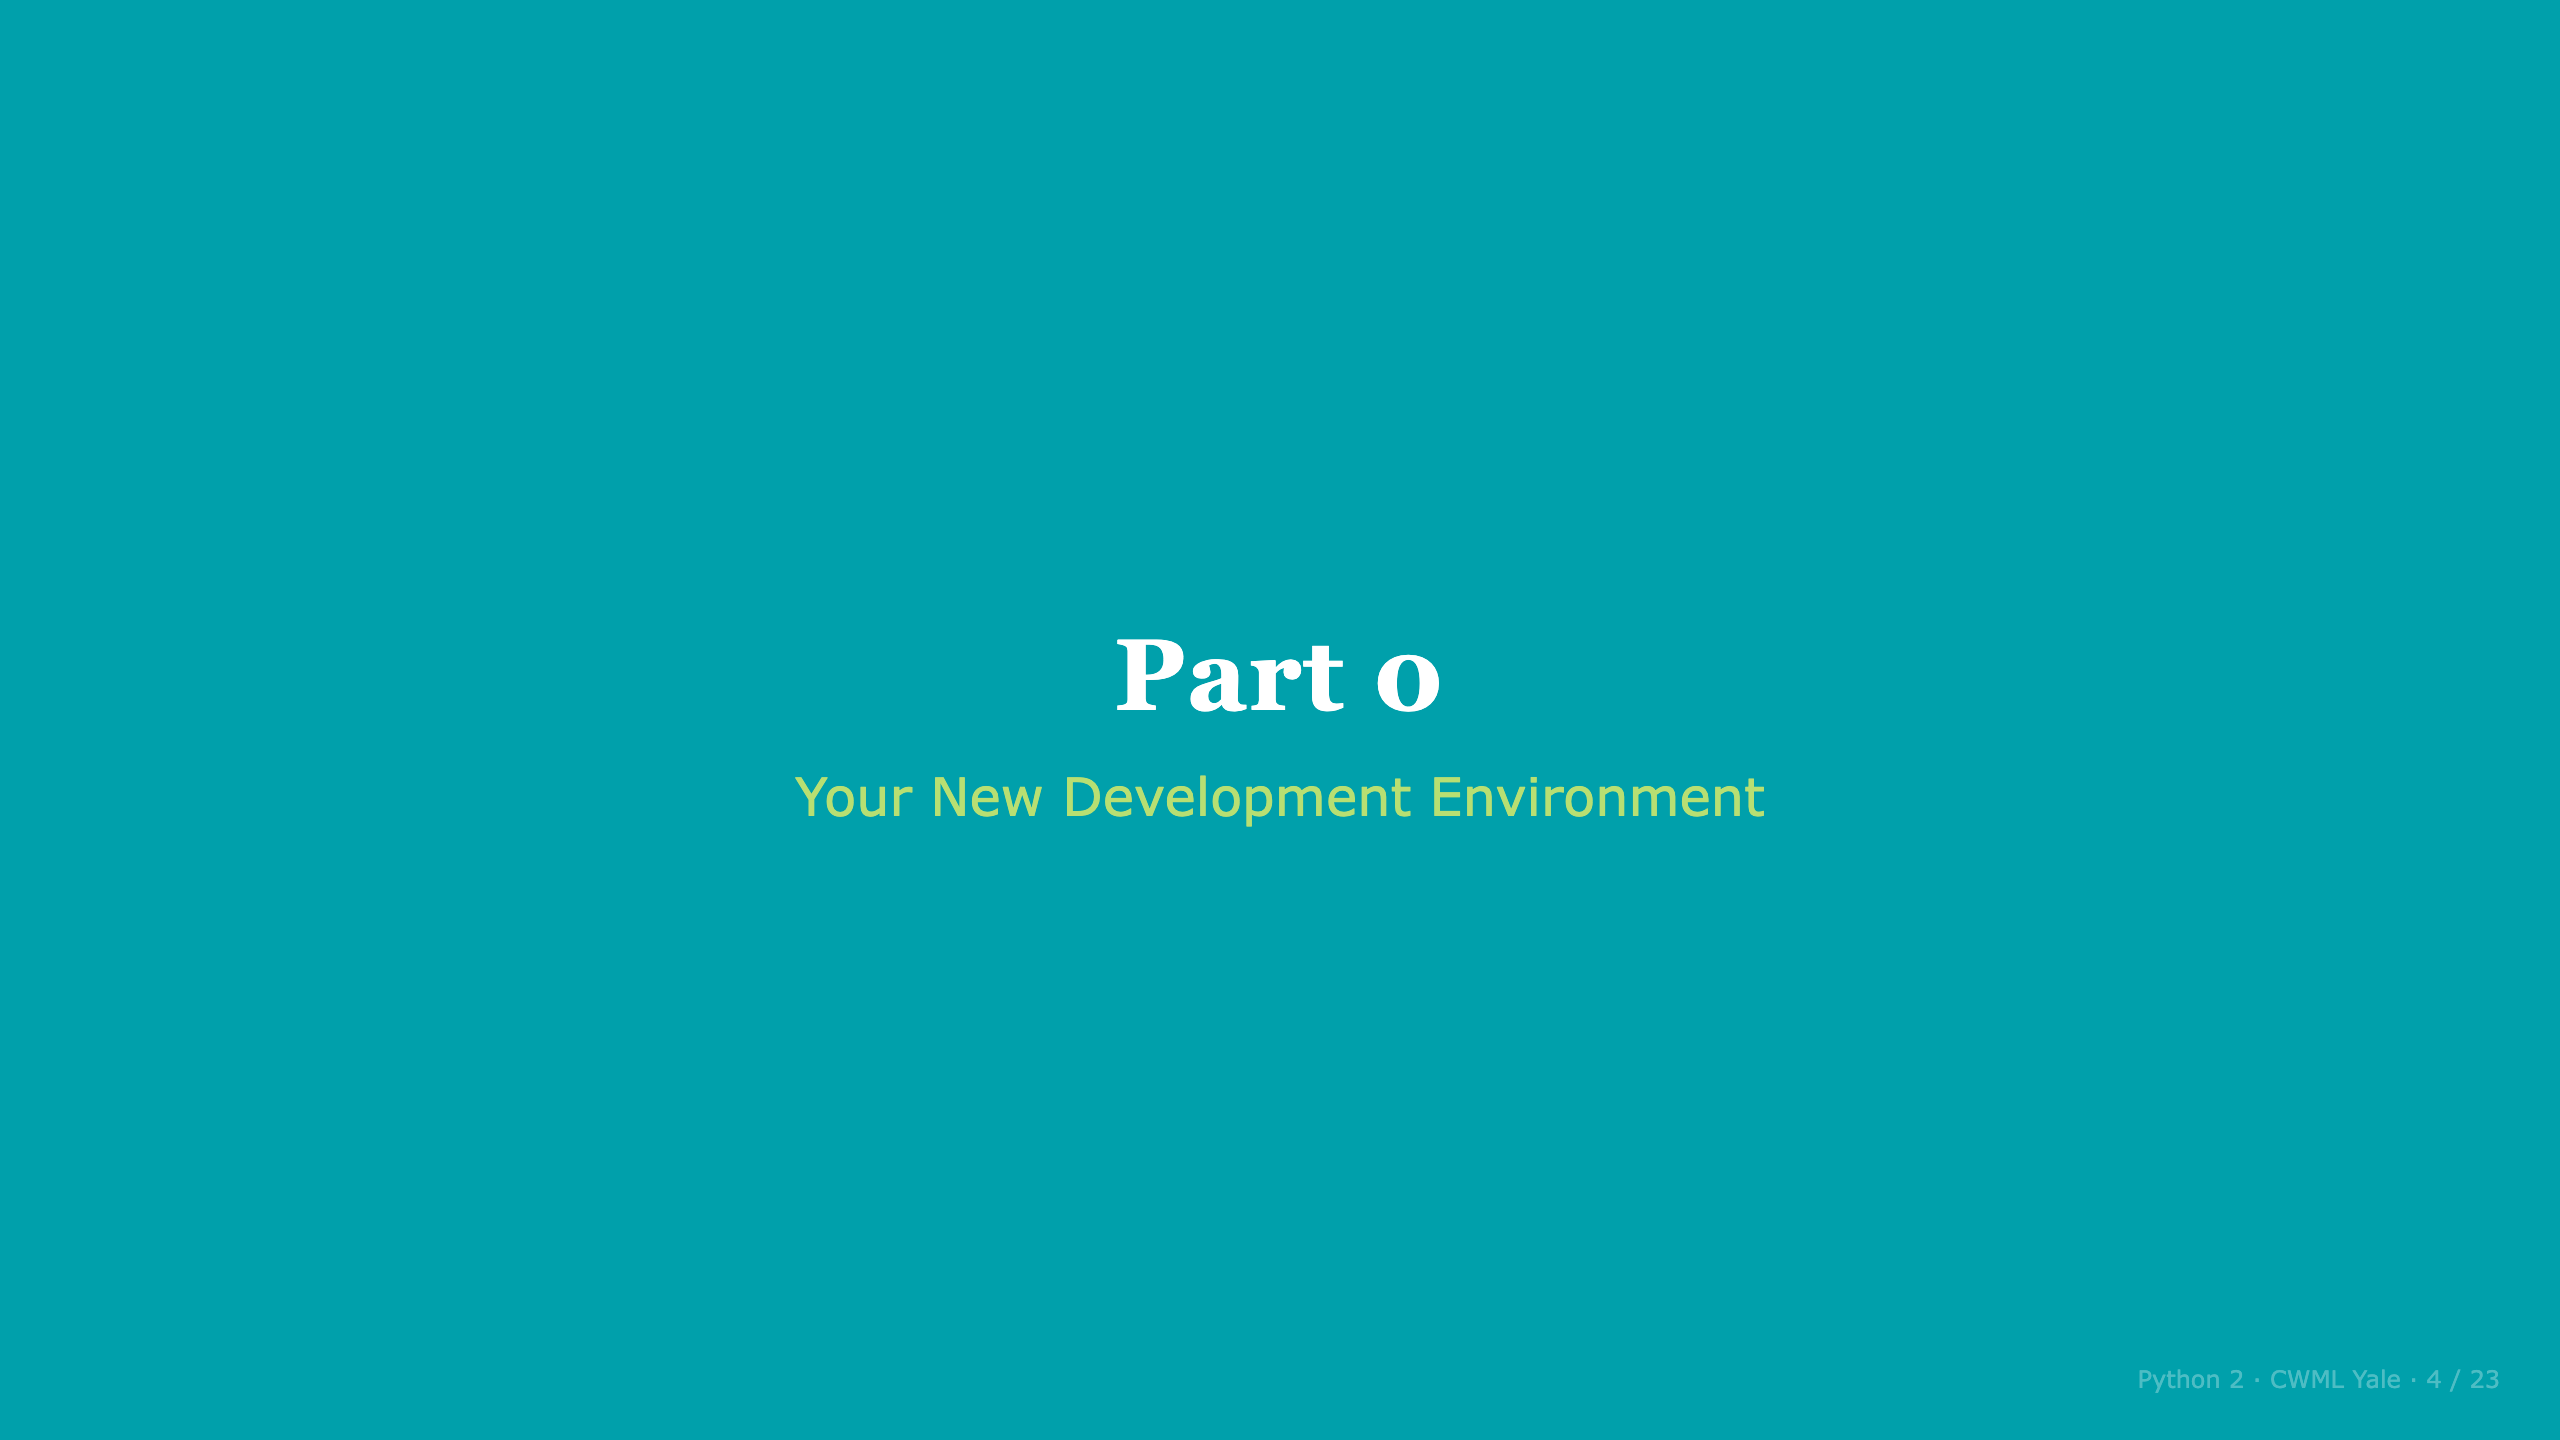 Part 0
Your New Development Environment
Python 2 · CWML Yale · 4 / 23